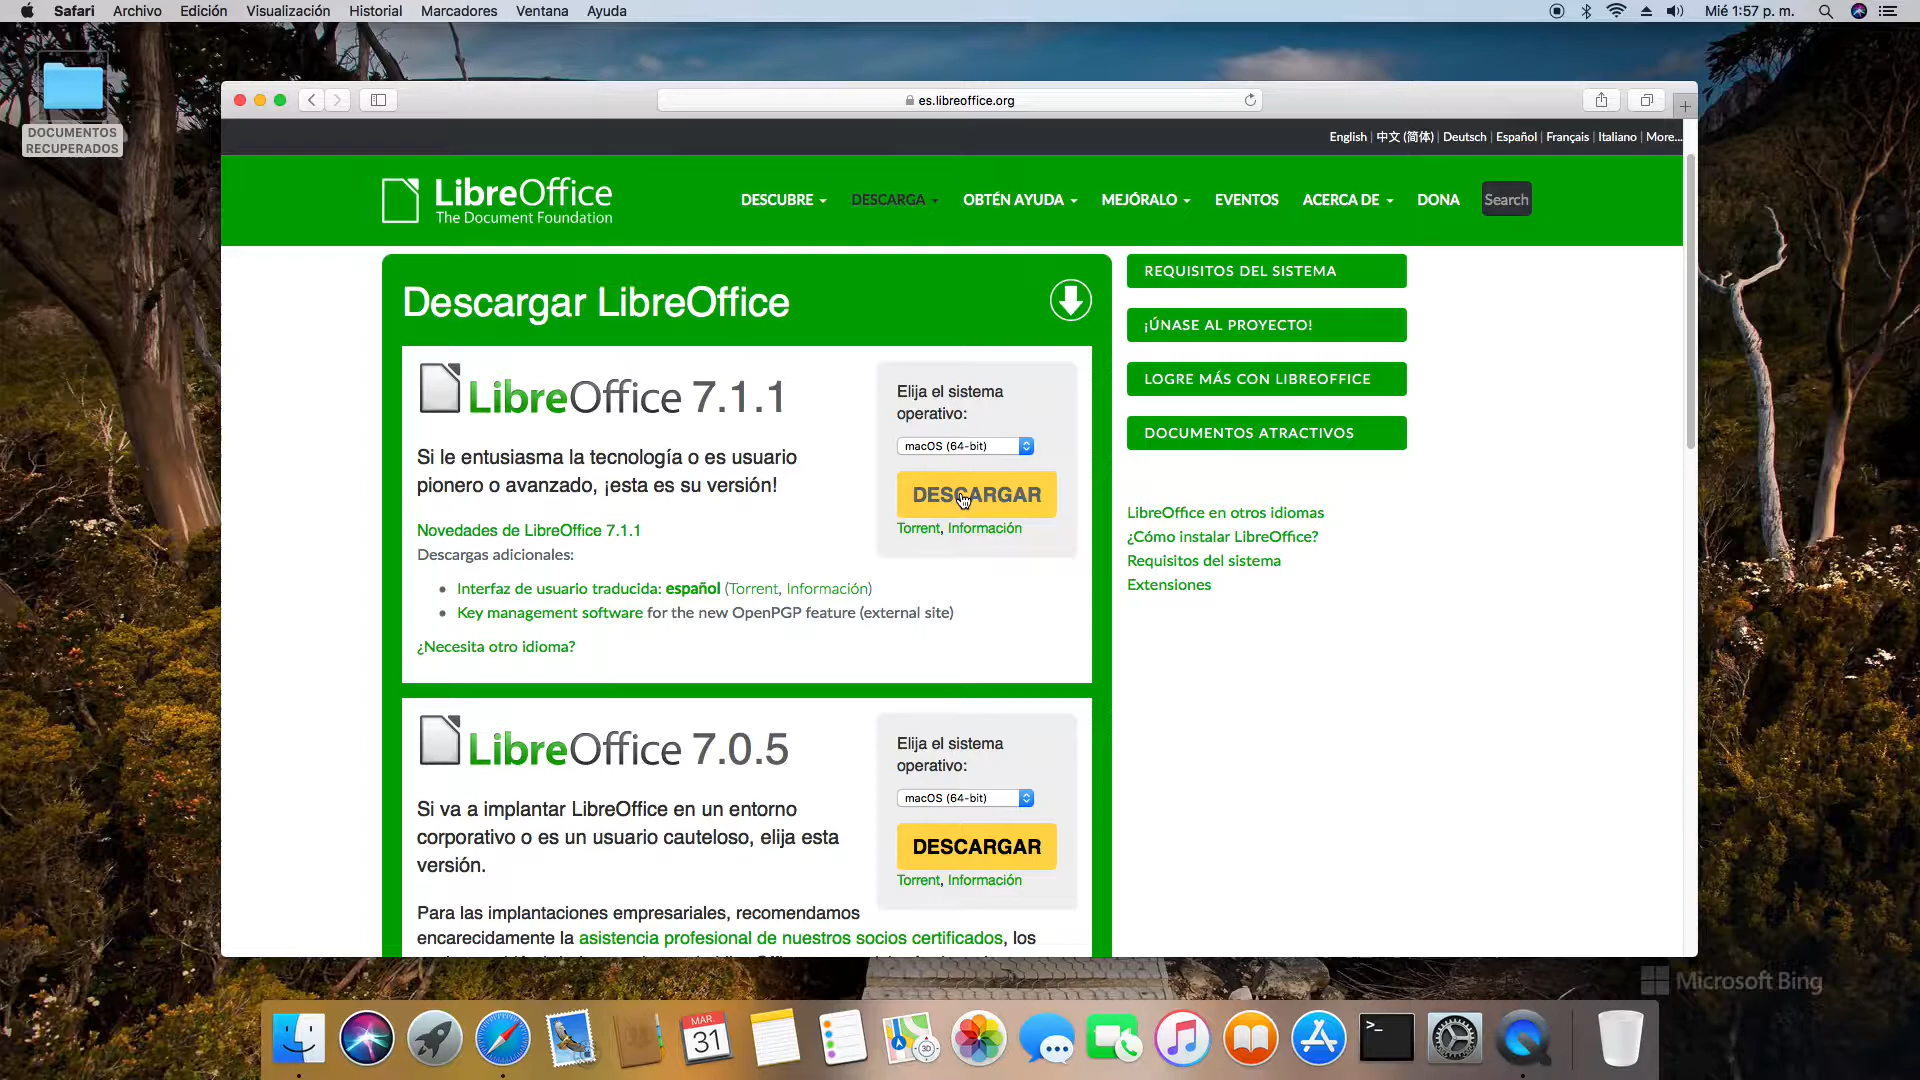 Safari Archivo Edición Visualización Historial Marcadores Ventana Ayuda Mié 1:57 p. m.
DOCUMENTOS
RECUPERADOS
es.libreoffice.org
English | 中文 (简体) | Deutsch | Español | Français | Italiano | More...
LibreOffice
The Document Foundation
DESCUBRE DESCARGA OBTÉN AYUDA MEJÓRALO EVENTOS ACERCA DE DONA Search
Descargar LibreOffice
LibreOffice 7.1.1
Si le entusiasma la tecnología o es usuario
pionero o avanzado, ¡esta es su versión!
Novedades de LibreOffice 7.1.1
Descargas adicionales:
Interfaz de usuario traducida: español (Torrent, Información)
Key management software for the new OpenPGP feature (external site)
¿Necesita otro idioma?
Elija el sistema
operativo:
macOS (64-bit)
DESCARGAR
Torrent, Información
LibreOffice 7.0.5
Si va a implantar LibreOffice en un entorno
corporativo o es un usuario cauteloso, elija esta
versión.
Para las implantaciones empresariales, recomendamos
encarecidamente la asistencia profesional de nuestros socios certificados, los
Elija el sistema
operativo:
macOS (64-bit)
DESCARGAR
Torrent, Información
REQUISITOS DEL SISTEMA
¡ÚNASE AL PROYECTO!
LOGRE MÁS CON LIBREOFFICE
DOCUMENTOS ATRACTIVOS
LibreOffice en otros idiomas
¿Cómo instalar LibreOffice?
Requisitos del sistema
Extensiones
Microsoft Bing
MAR.
31
3D
>_